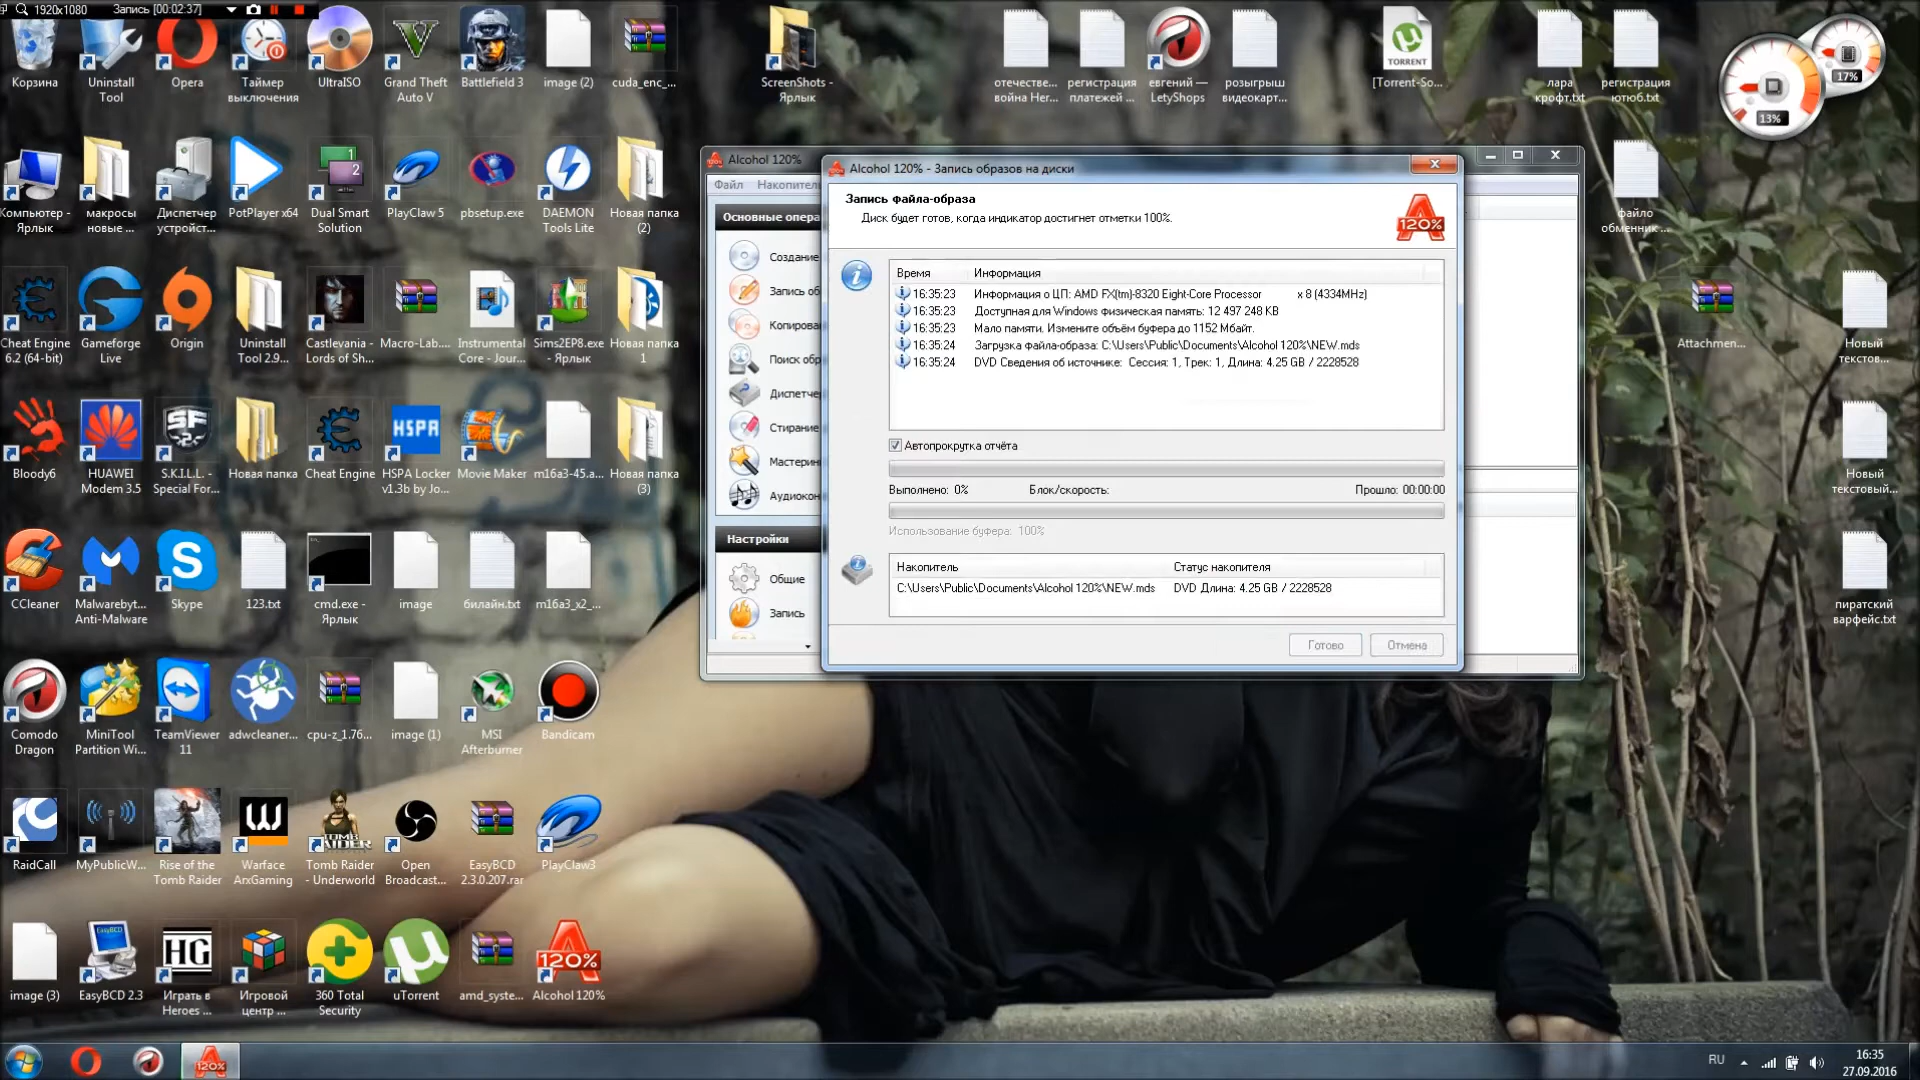 1920x1080 Запись [00:02:37]
Корзина
Uninstall Tool
Opera
Таймер выключения
UltraISO
Grand Theft Auto V
Battlefield 3
image (2)
cuda_enc_...
ScreenShots - Ярлык
отечестве... война Her...
регистрация платежей ...
евгений — LetyShops
розыгрыш видеокарт...
TORRENT
[Torrent-So...
лара крофт.txt
регистрация ютюб.txt
17%
13%
Компьютер - Ярлык
макросы новые ...
Диспетчер устройст...
PotPlayer x64
Dual Smart Solution
PlayClaw 5
pbsetup.exe
DAEMON Tools Lite
Новая папка (2)
файло обменник ...
Cheat Engine 6.2 (64-bit)
Gameforge Live
Origin
Uninstall Tool 2.9...
Castlevania - Lords of Sh...
Macro-Lab....
Instrumental Core - Jour...
Sims2EP8.exe - Ярлык
Новая папка 1
Attachmen...
Новый текстов...
Bloody6
HUAWEI Modem 3.5
SF
S.K.I.L.L. - Special For...
Новая папка
Cheat Engine
HSPA
HSPA Locker v1.3b by Jo...
Movie Maker
m16a3-45.a...
Новая папка (3)
Новый текстовый...
CCleaner
Malwarebyt... Anti-Malware
Skype
123.txt
cmd.exe - Ярлык
image
билайн.txt
m16a3_x2_...
пиратский варфейс.txt
Comodo Dragon
MiniTool Partition Wi...
TeamViewer 11
adwcleaner...
cpu-z_1.76...
image (1)
MSI Afterburner
Bandicam
RaidCall
MyPublicW...
Rise of the Tomb Raider
Warface ArxGaming
TOMB RAIDER
Tomb Raider - Underworld
Open Broadcast...
EasyBCD 2.3.0.207.rar
PlayClaw3
image (3)
EasyBCD 2.3
HG
Играть в Heroes ...
Игровой центр ...
360 Total Security
uTorrent
amd_syste...
120%
Alcohol 120%
Alcohol 120%
Файл Накопитель
Основные опера
Создание
Запись об
Копирова
Поиск обр
Диспетче
Стирание
Мастерин
Аудиокон
Настройки
Общие
Запись
Alcohol 120% - Запись образов на диски
Запись файла-образа
Диск будет готов, когда индикатор достигнет отметки 100%.
120%
Время Информация
16:35:23 Информация о ЦП: AMD FX(tm)-8320 Eight-Core Processor x 8 (4334MHz)
16:35:23 Доступная для Windows физическая память: 12 497 248 KB
16:35:23 Мало памяти. Измените объём буфера до 1152 Мбайт.
16:35:24 Загрузка файла-образа: C:\Users\Public\Documents\Alcohol 120%\NEW.mds
16:35:24 DVD Сведения об источнике: Сессия: 1, Трек: 1, Длина: 4.25 GB / 2228528
Автопрокрутка отчёта
Выполнено: 0% Блок/скорость: Прошло: 00:00:00
Использование буфера: 100%
Накопитель Статус накопителя
C:\Users\Public\Documents\Alcohol 120%\NEW.mds DVD Длина: 4.25 GB / 2228528
Готово Отмена
120%
RU
16:35
27.09.2016